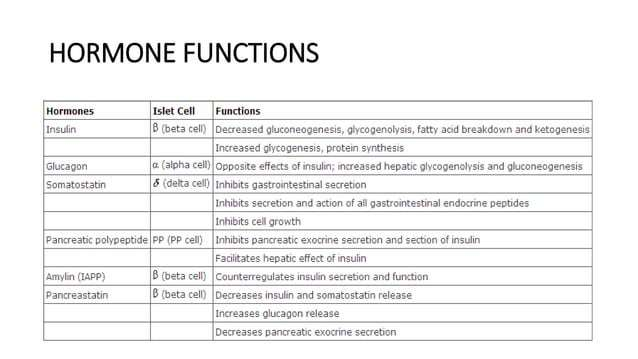 HORMONE FUNCTIONS
Hormones Islet Cell Functions
Insulin β (beta cell) Decreased gluconeogenesis, glycogenolysis, fatty acid breakdown and ketogenesis
Increased glycogenesis, protein synthesis
Glucagon α (alpha cell) Opposite effects of insulin; increased hepatic glycogenolysis and gluconeogenesis
Somatostatin δ (delta cell) Inhibits gastrointestinal secretion
Inhibits secretion and action of all gastrointestinal endocrine peptides
Inhibits cell growth
Pancreatic polypeptide PP (PP cell) Inhibits pancreatic exocrine secretion and section of insulin
Facilitates hepatic effect of insulin
Amylin (IAPP) β (beta cell) Counterregulates insulin secretion and function
Pancreastatin β (beta cell) Decreases insulin and somatostatin release
Increases glucagon release
Decreases pancreatic exocrine secretion